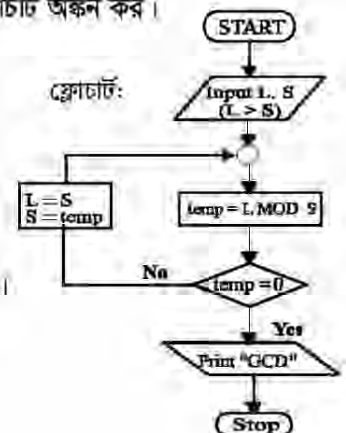 অঙ্কন কর।
START
ফ্লোচার্ট:
Input L, S
(L > S)
L = S
S = temp
temp = L MOD S
No
temp = 0
।
Yes
Print "GCD"
Stop